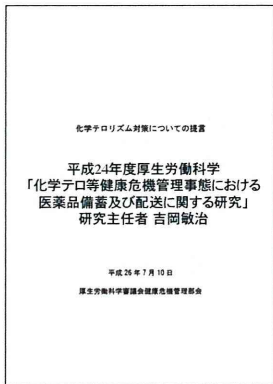 化学テロリズム対策についての提言
平成24年度厚生労働科学
「化学テロ等健康危機管理事態における
医薬品備蓄及び配送に関する研究」
研究主任者 吉岡敏治
平成26年7月10日
厚生労働科学審議会健康危機管理部会